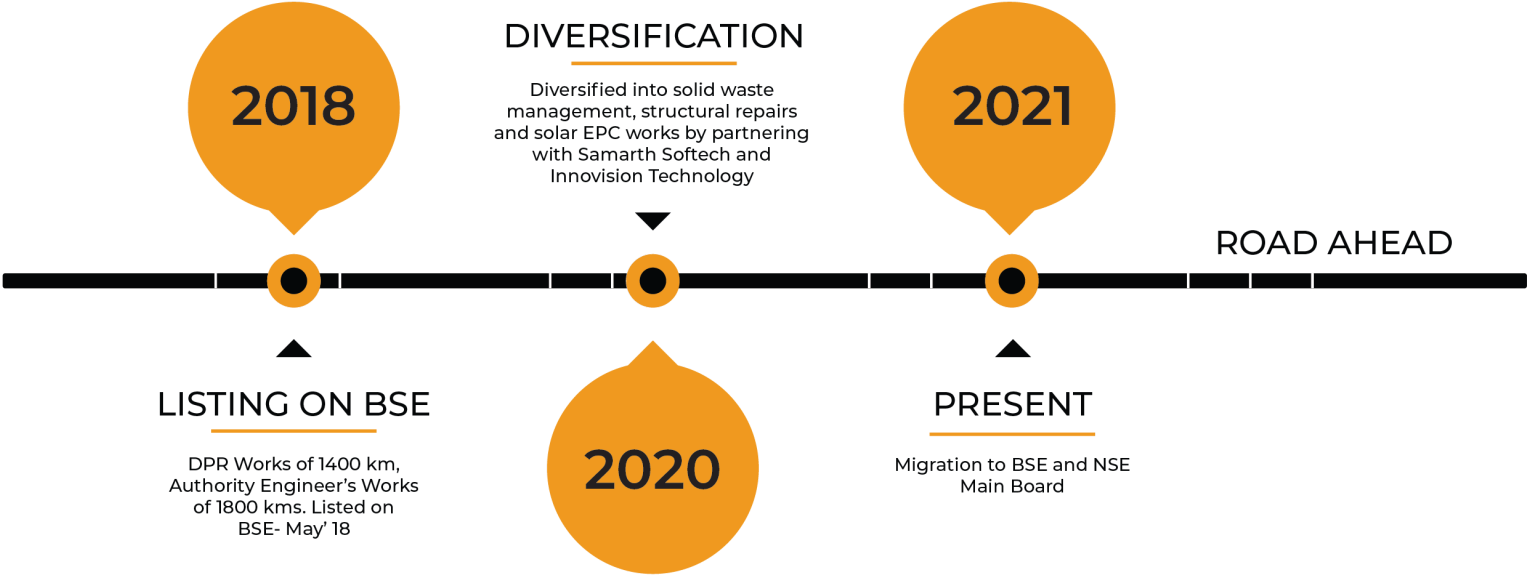 2018
LISTING ON BSE
DPR Works of 1400 km,
Authority Engineer’s Works
of 1800 kms. Listed on
BSE- May’ 18
DIVERSIFICATION
Diversified into solid waste
management, structural repairs
and solar EPC works by partnering
with Samarth Softech and
Innovision Technology
2020
2021
PRESENT
Migration to BSE and NSE
Main Board
ROAD AHEAD